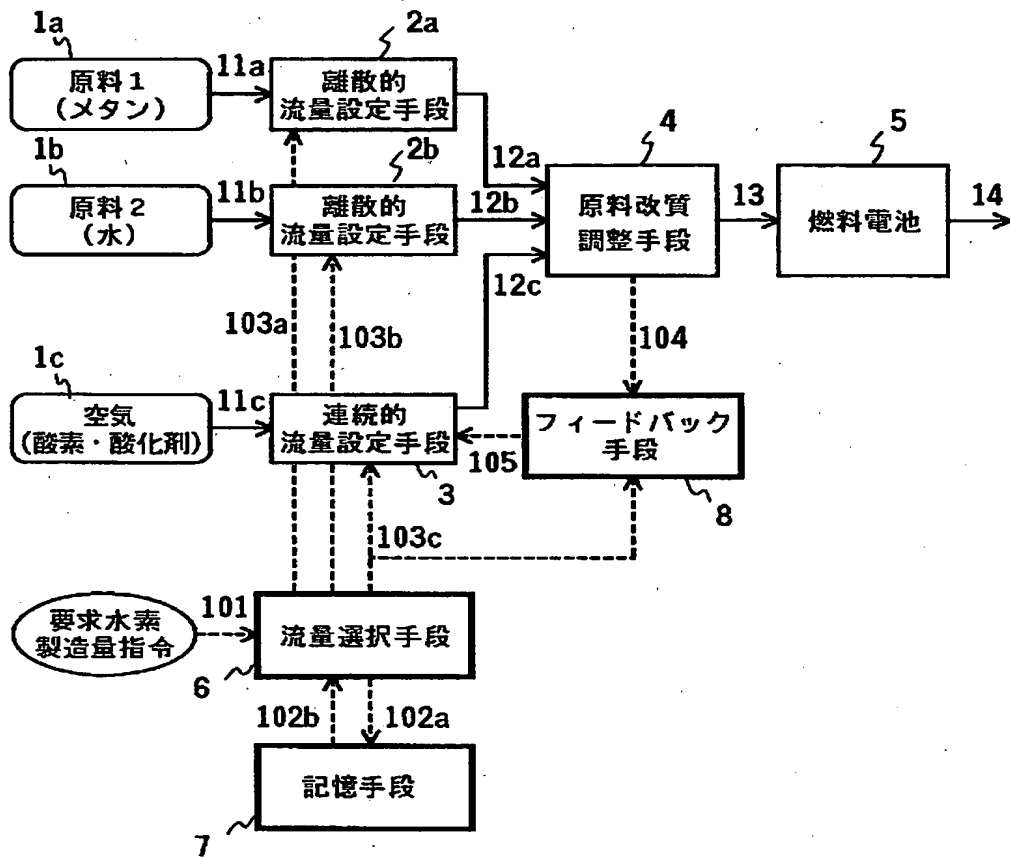 1a
原料1
(メタン)
11a
2a
離散的
流量設定手段
1b
原料2
(水)
11b
2b
離散的
流量設定手段
12a
12b
12c
4
原料改質
調整手段
13
5
燃料電池
14
103a
103b
104
1c
空気
(酸素・酸化剤)
11c
連続的
流量設定手段
3
105
フィードバック
手段
8
103c
要求水素
製造量指令
101
流量選択手段
6
102b
102a
記憶手段
7